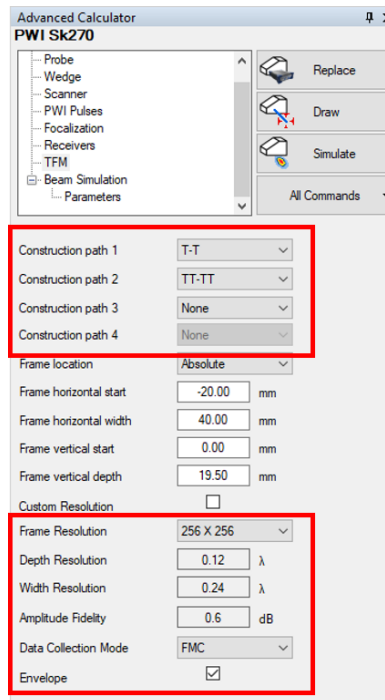 Advanced Calculator
PWI Sk270
Probe
Wedge
Scanner
PWI Pulses
Focalization
Receivers
TFM
Beam Simulation
Parameters
Replace
Draw
Simulate
All Commands
Construction path 1 T-T
Construction path 2 TT-TT
Construction path 3 None
Construction path 4 None
Frame location Absolute
Frame horizontal start -20.00 mm
Frame horizontal width 40.00 mm
Frame vertical start 0.00 mm
Frame vertical depth 19.50 mm
Custom Resolution
Frame Resolution 256 X 256
Depth Resolution 0.12 λ
Width Resolution 0.24 λ
Amplitude Fidelity 0.6 dB
Data Collection Mode FMC
Envelope